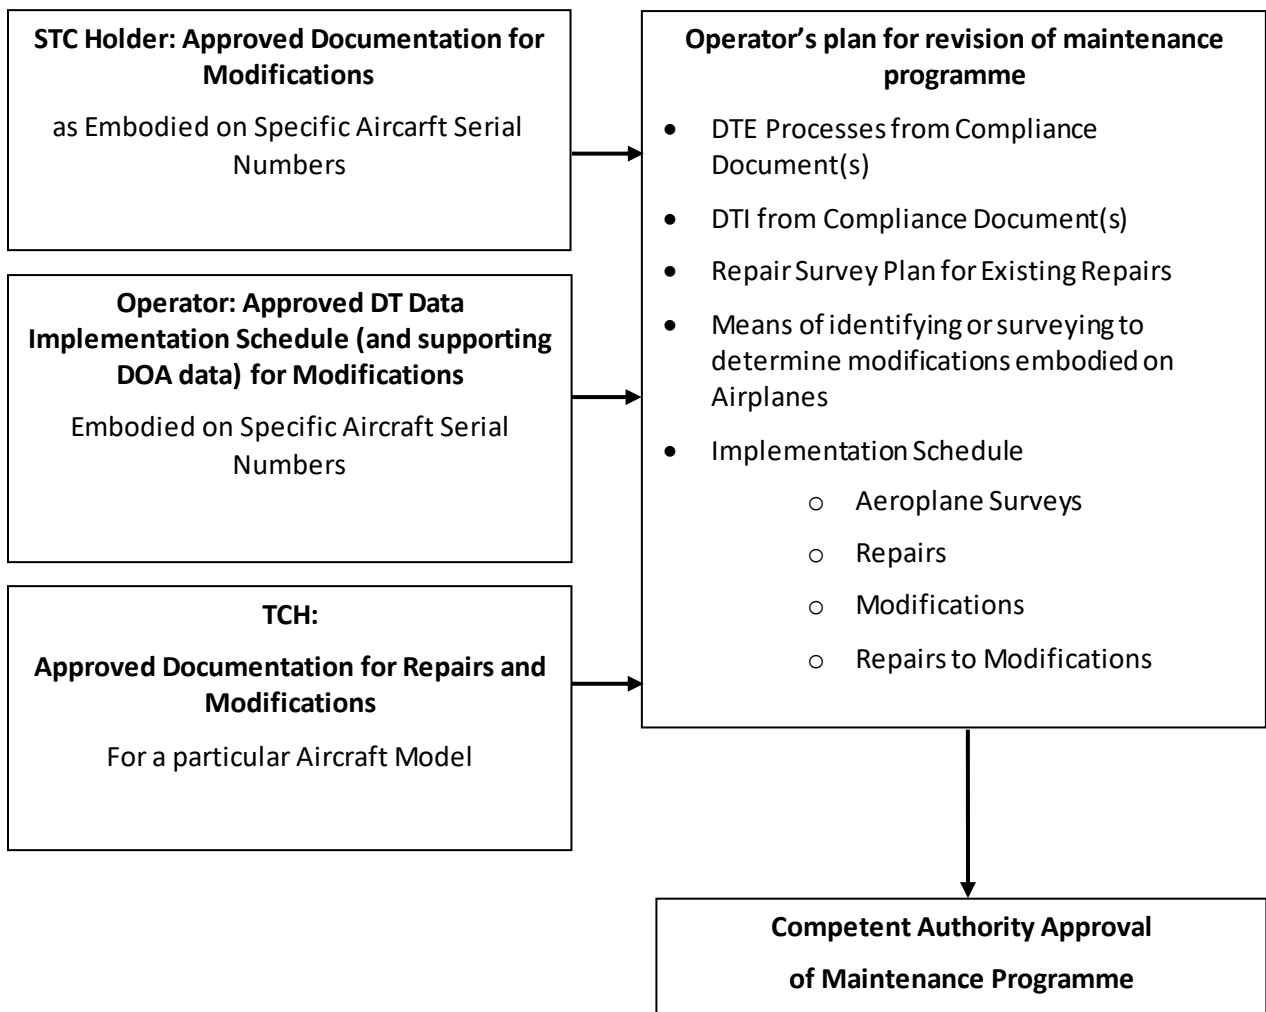 STC Holder: Approved Documentation for
Modifications
as Embodied on Specific Aircarft Serial
Numbers
Operator: Approved DT Data
Implementation Schedule (and supporting
DOA data) for Modifications
Embodied on Specific Aircraft Serial
Numbers
TCH:
Approved Documentation for Repairs and
Modifications
For a particular Aircraft Model
Operator’s plan for revision of maintenance
programme
• DTE Processes from Compliance
Document(s)
• DTI from Compliance Document(s)
• Repair Survey Plan for Existing Repairs
• Means of identifying or surveying to
determine modifications embodied on
Airplanes
• Implementation Schedule
o Aeroplane Surveys
o Repairs
o Modifications
o Repairs to Modifications
Competent Authority Approval
of Maintenance Programme